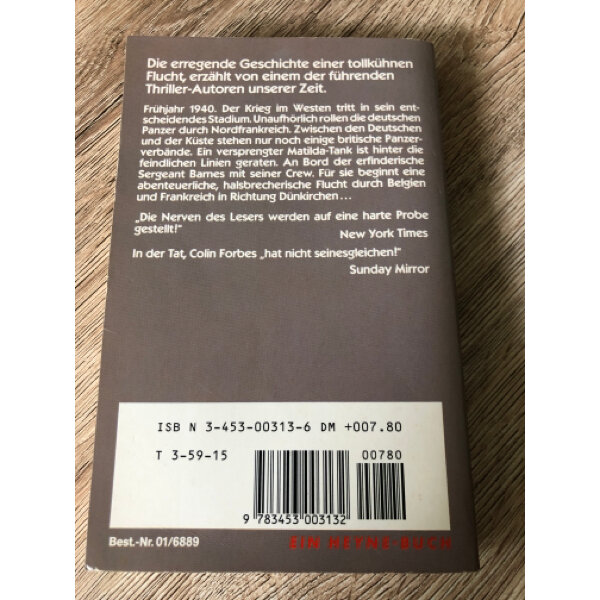 Die erregende Geschichte einer tollkühnen
Flucht, erzählt von einem der führenden
Thriller-Autoren unserer Zeit.
Frühjahr 1940. Der Krieg im Westen tritt in sein ent-
scheidendes Stadium. Unaufhörlich rollen die deutschen
Panzer durch Nordfrankreich. Zwischen den Deutschen
und der Küste stehen nur noch einige britische Panzer-
verbände. Ein versprengter Matilda-Tank ist hinter die
feindlichen Linien geraten. An Bord der erfinderische
Sergeant Barnes mit seiner Crew. Für sie beginnt eine
abenteuerliche, halsbrecherische Flucht durch Belgien
und Frankreich in Richtung Dünkirchen...
„Die Nerven des Lesers werden auf eine harte Probe
gestellt!“
New York Times
In der Tat, Colin Forbes „hat nicht seinesgleichen!“
Sunday Mirror
ISB N 3-453-00313-6 DM +007.80
T 3-59-15
00780
9 783453 003132
Best.-Nr. 01/6889
EIN HEYNE-BUCH